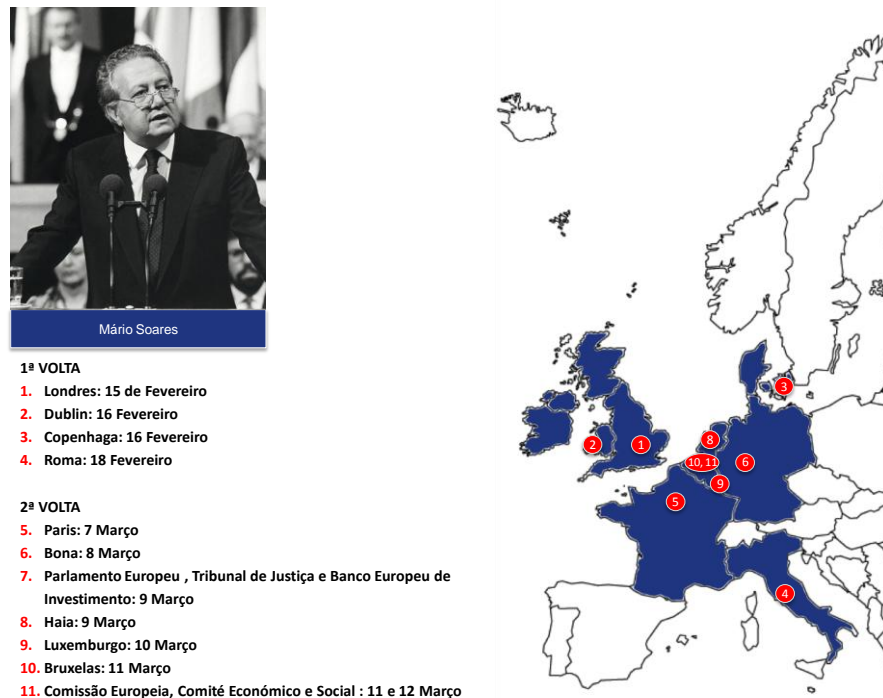 Mário Soares
1ª VOLTA
1. Londres: 15 de Fevereiro
2. Dublin: 16 Fevereiro
3. Copenhaga: 16 Fevereiro
4. Roma: 18 Fevereiro
2ª VOLTA
5. Paris: 7 Março
6. Bona: 8 Março
7. Parlamento Europeu , Tribunal de Justiça e Banco Europeu de
Investimento: 9 Março
8. Haia: 9 Março
9. Luxemburgo: 10 Março
10. Bruxelas: 11 Março
11. Comissão Europeia, Comité Económico e Social : 11 e 12 Março
3
8
2
1
10, 11
6
9
5
4